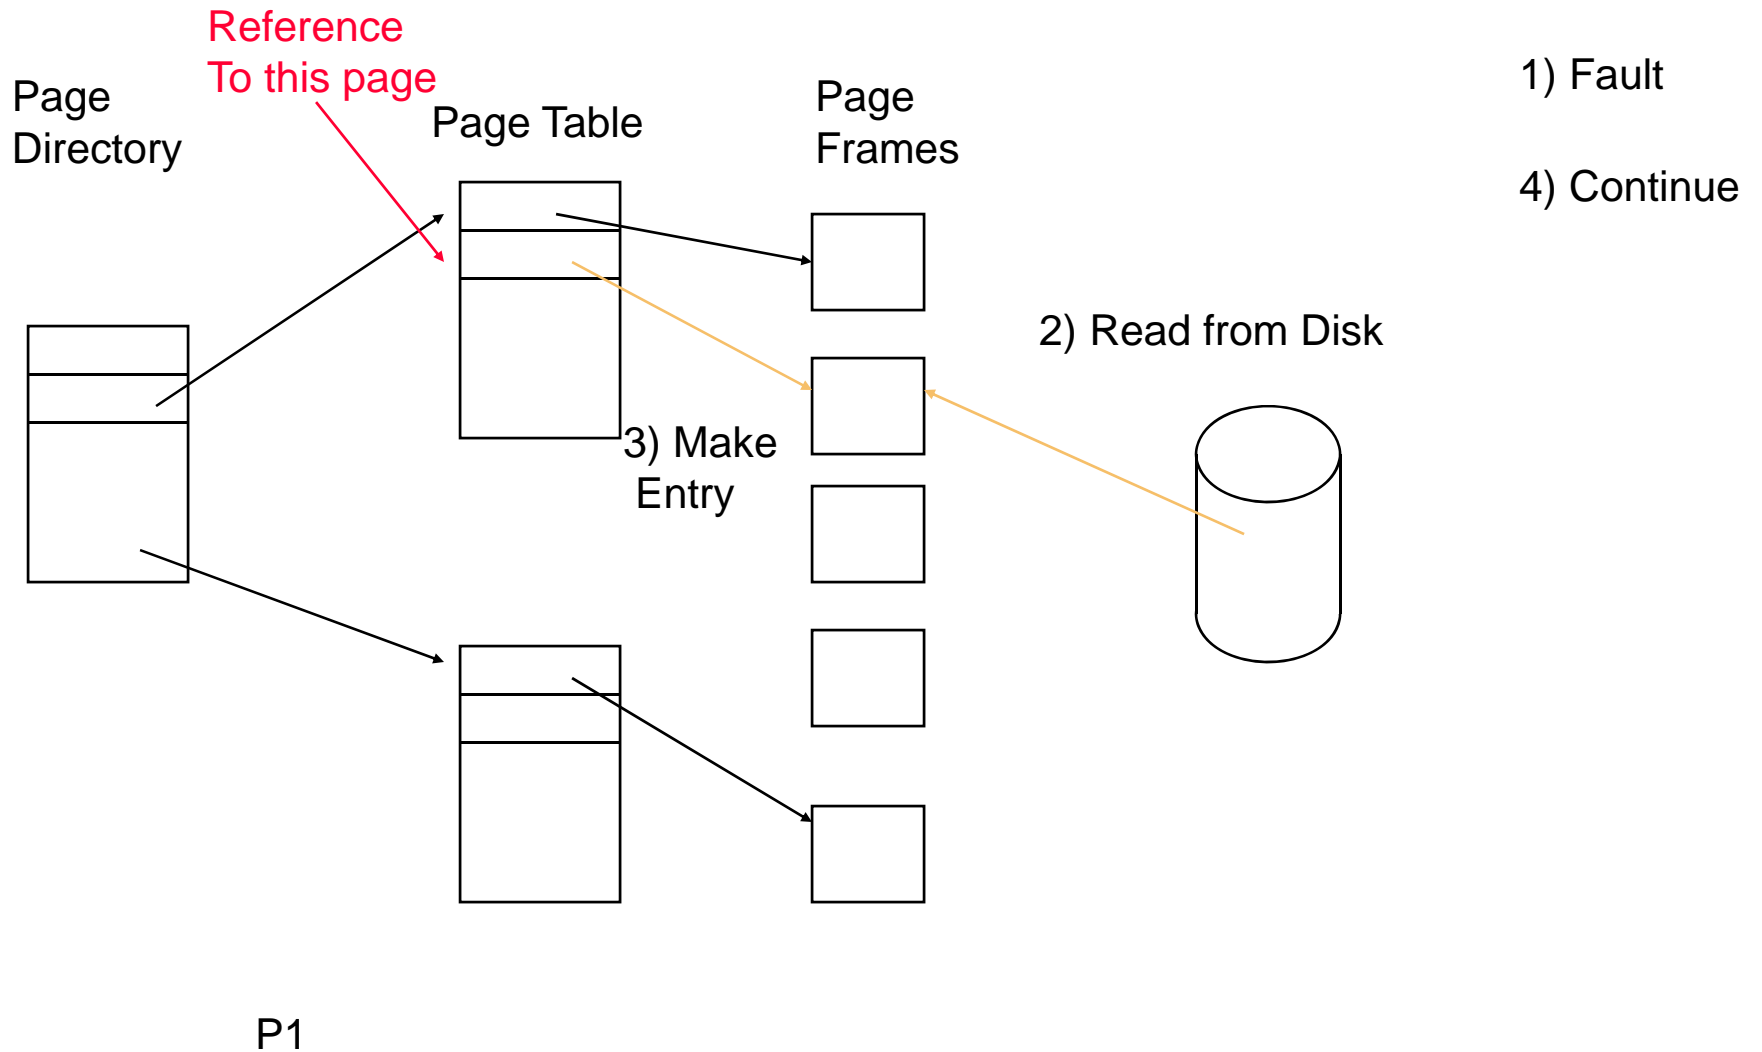 Reference
To this page
Page
Directory
Page Table
Page
Frames
1) Fault
4) Continue
2) Read from Disk
3) Make
Entry
P1